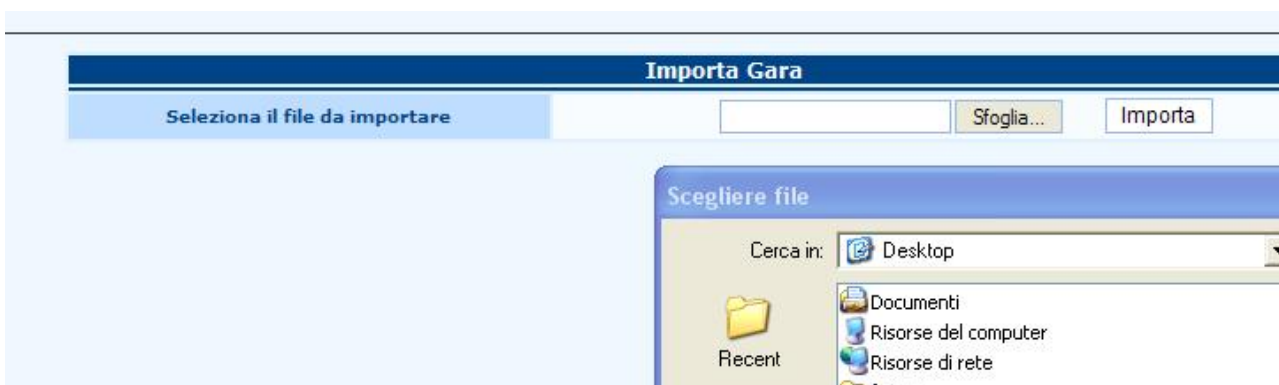 Importa Gara
Seleziona il file da importare Sfoglia... Importa
Scegliere file
Cerca in: Desktop
Documenti
Risorse del computer
Recent Risorse di rete